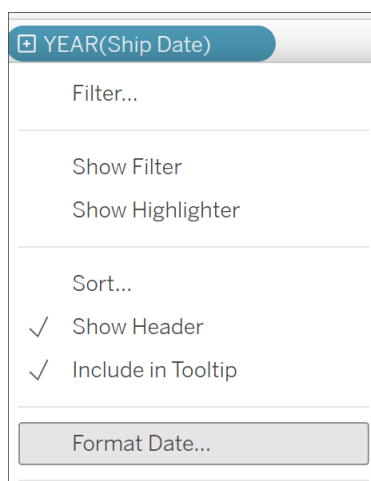 YEAR(Ship Date)
Filter...
Show Filter
Show Highlighter
Sort...
Show Header
Include in Tooltip
Format Date...